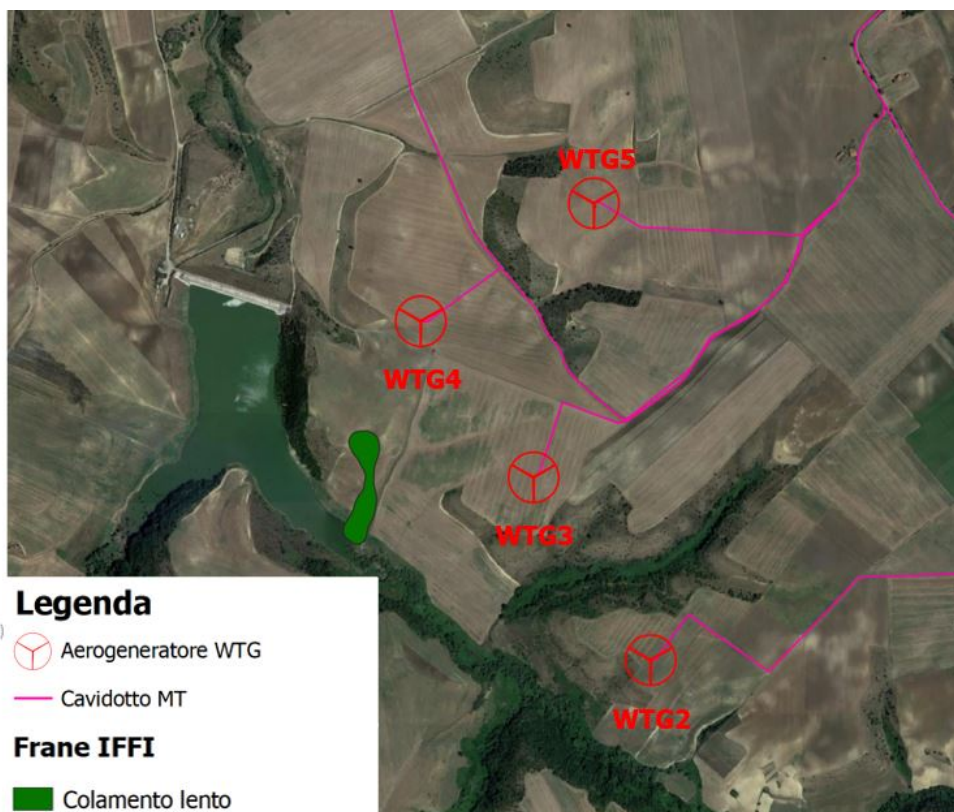 WTG5
WTG4
WTG3
WTG2
Legenda
Aerogeneratore WTG
Cavidotto MT
Frane IFFI
Colamento lento